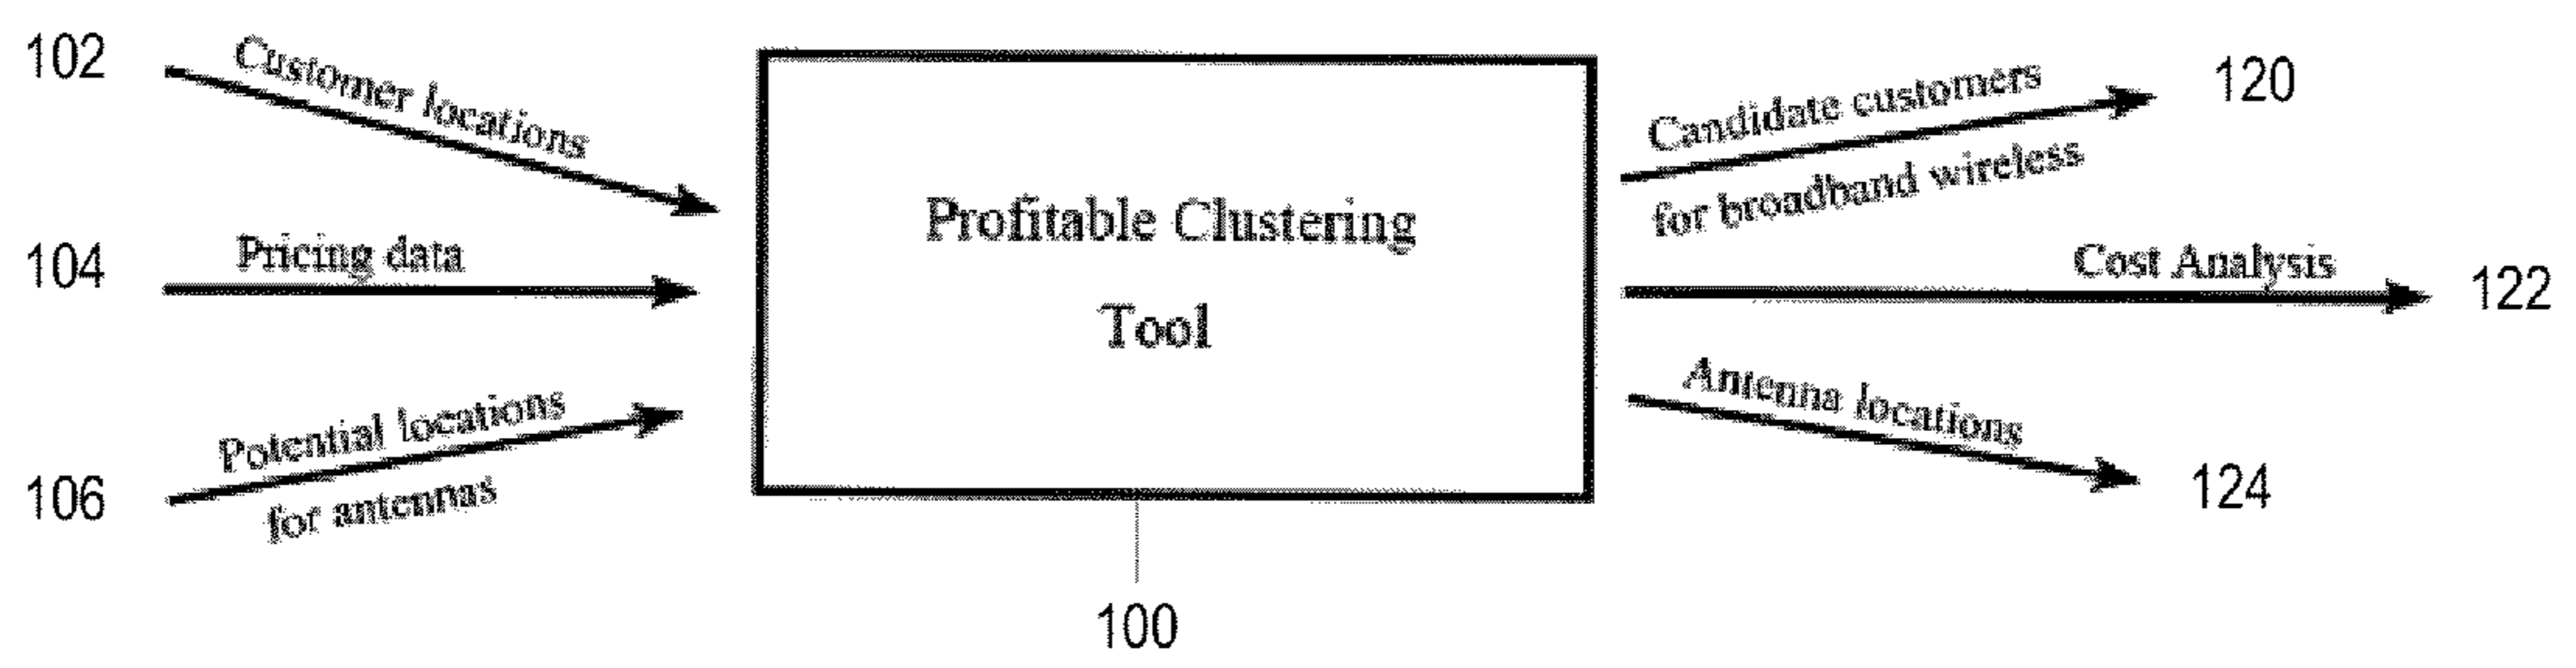 102
Customer locations
104
Pricing data
106
Potential locations
for antennas
Profitable Clustering
Tool
100
Candidate customers
for broadband wireless
120
Cost Analysis
122
Antenna locations
124